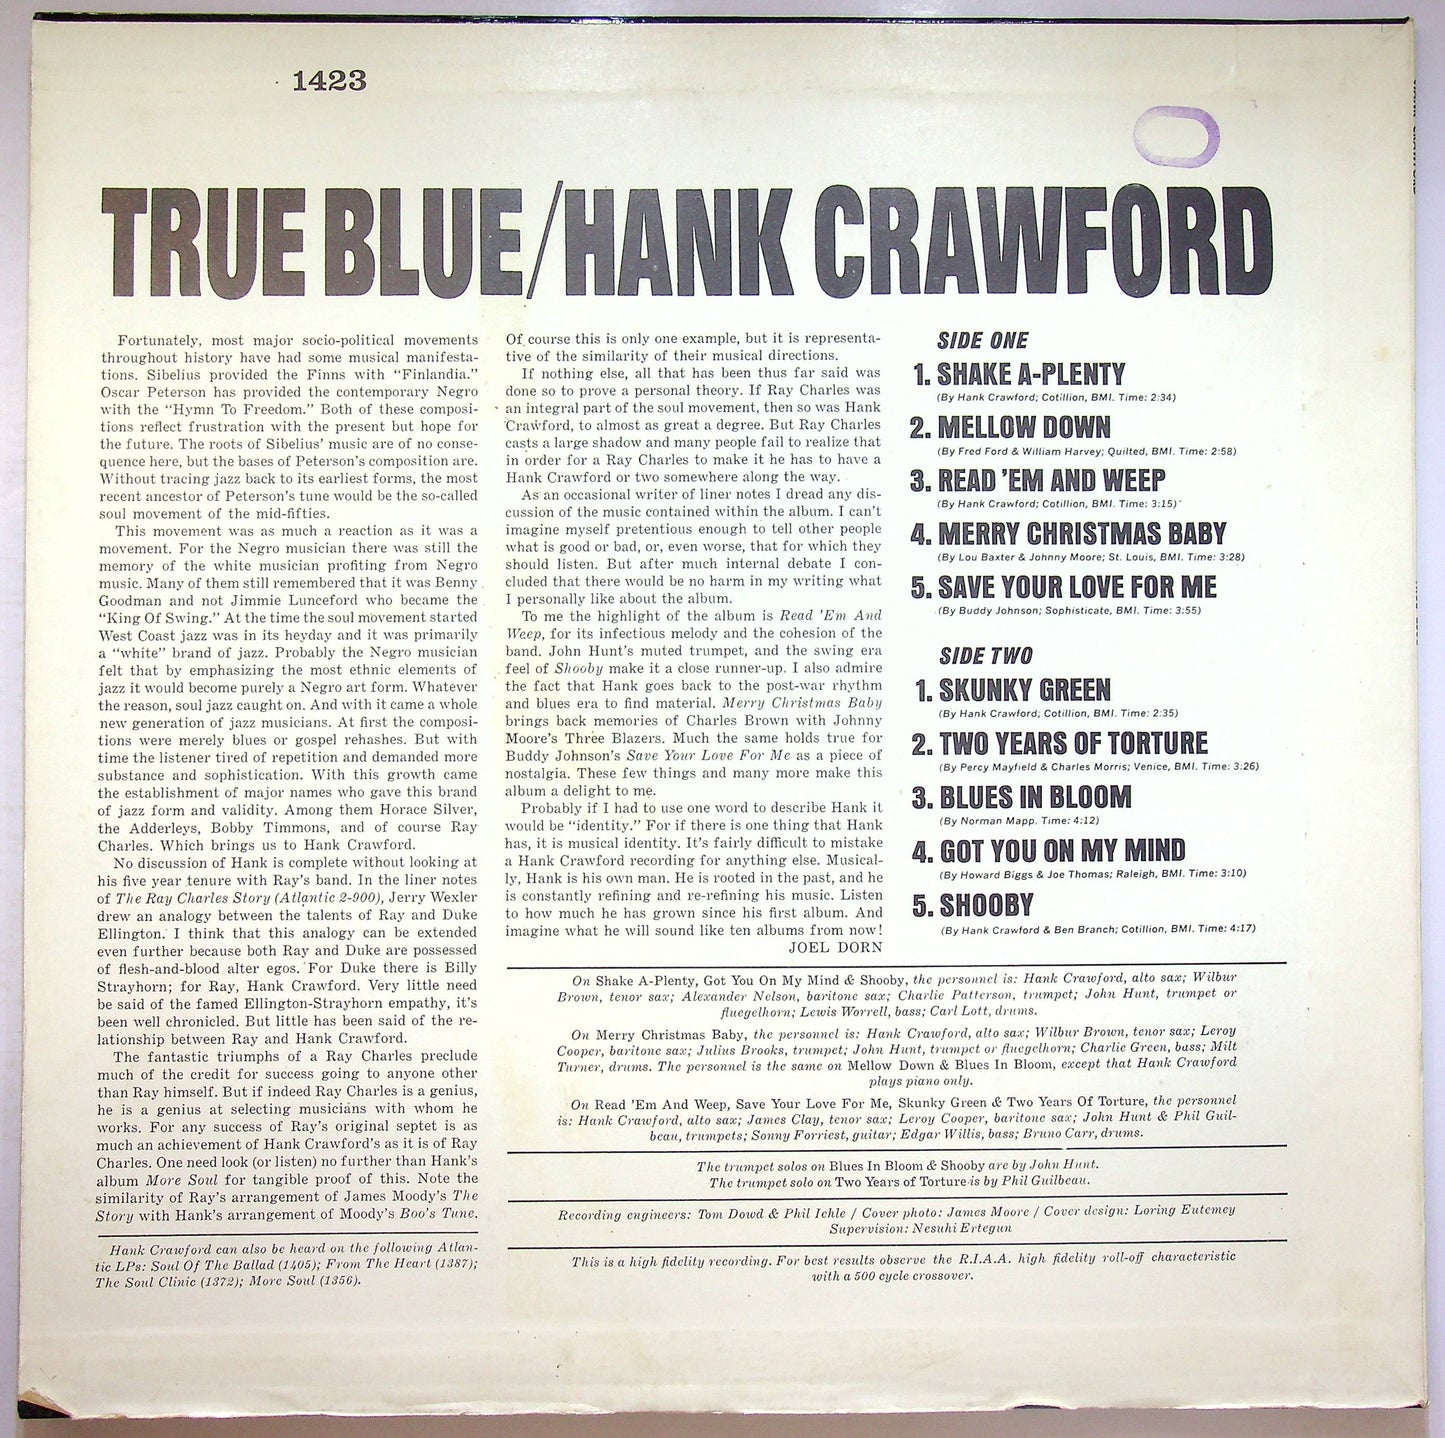 1423
TRUE BLUE/HANK CRAWFORD
Fortunately, most major socio-political movements
throughout history have had some musical manifesta-
tions. Sibelius provided the Finns with “Finlandia.”
Oscar Peterson has provided the contemporary Negro
with the “Hymn To Freedom.” Both of these composi-
tions reflect frustration with the present but hope for
the future. The roots of Sibelius’ music are of no conse-
quence here, but the bases of Peterson’s composition are.
Without tracing jazz back to its earliest forms, the most
recent ancestor of Peterson’s tune would be the so-called
soul movement of the mid-fifties.
This movement was as much a reaction as it was a
movement. For the Negro musician there was still the
memory of the white musician profiting from Negro
music. Many of them still remembered that it was Benny
Goodman and not Jimmie Lunceford who became the
“King Of Swing.” At the time the soul movement started
West Coast jazz was in its heyday and it was primarily
a “white” brand of jazz. Probably the Negro musician
felt that by emphasizing the most ethnic elements of
jazz it would become purely a Negro art form. Whatever
the reason, soul jazz caught on. And with it came a whole
new generation of jazz musicians. At first the composi-
tions were merely blues or gospel rehashes. But with
time the listener tired of repetition and demanded more
substance and sophistication. With this growth came
the establishment of major names who gave this brand
of jazz form and validity. Among them Horace Silver,
the Adderleys, Bobby Timmons, and of course Ray
Charles. Which brings us to Hank Crawford.
No discussion of Hank is complete without looking at
his five year tenure with Ray’s band. In the liner notes
of The Ray Charles Story (Atlantic 2-900), Jerry Wexler
drew an analogy between the talents of Ray and Duke
Ellington. I think that this analogy can be extended
even further because both Ray and Duke are possessed
of flesh-and-blood alter egos. For Duke there is Billy
Strayhorn; for Ray, Hank Crawford. Very little need
be said of the famed Ellington-Strayhorn empathy, it’s
been well chronicled. But little has been said of the re-
lationship between Ray and Hank Crawford.
The fantastic triumphs of a Ray Charles preclude
much of the credit for success going to anyone other
than Ray himself. But if indeed Ray Charles is a genius,
he is a genius at selecting musicians with whom he
works. For any success of Ray’s original septet is as
much an achievement of Hank Crawford’s as it is of Ray
Charles. One need look (or listen) no further than Hank’s
album More Soul for tangible proof of this. Note the
similarity of Ray’s arrangement of James Moody’s The
Story with Hank’s arrangement of Moody’s Boo’s Tune.
Hank Crawford can also be heard on the following Atlan-
tic LPs: Soul Of The Ballad (1405); From The Heart (1387);
The Soul Clinic (1372); More Soul (1356).
Of course this is only one example, but it is representa-
tive of the similarity of their musical directions.
If nothing else, all that has been thus far said was
done so to prove a personal theory. If Ray Charles was
an integral part of the soul movement, then so was Hank
Crawford, to almost as great a degree. But Ray Charles
casts a large shadow and many people fail to realize that
in order for a Ray Charles to make it he has to have a
Hank Crawford or two somewhere along the way.
As an occasional writer of liner notes I dread any dis-
cussion of the music contained within the album. I can’t
imagine myself pretentious enough to tell other people
what is good or bad, or, even worse, that for which they
should listen. But after much internal debate I con-
cluded that there would be no harm in my writing what
I personally like about the album.
To me the highlight of the album is Read ’Em And
Weep, for its infectious melody and the cohesion of the
band. John Hunt’s muted trumpet, and the swing era
feel of Shooby make it a close runner-up. I also admire
the fact that Hank goes back to the post-war rhythm
and blues era to find material. Merry Christmas Baby
brings back memories of Charles Brown with Johnny
Moore’s Three Blazers. Much the same holds true for
Buddy Johnson’s Save Your Love For Me as a piece of
nostalgia. These few things and many more make this
album a delight to me.
Probably if I had to use one word to describe Hank it
would be “identity.” For if there is one thing that Hank
has, it is musical identity. It’s fairly difficult to mistake
a Hank Crawford recording for anything else. Musical-
ly, Hank is his own man. He is rooted in the past, and he
is constantly refining and re-refining his music. Listen
to how much he has grown since his first album. And
imagine what he will sound like ten albums from now!
JOEL DORN
SIDE ONE
1. SHAKE A-PLENTY
(By Hank Crawford; Cotillion, BMI. Time: 2:34)
2. MELLOW DOWN
(By Fred Ford & William Harvey; Quilted, BMI. Time: 2:58)
3. READ ’EM AND WEEP
(By Hank Crawford; Cotillion, BMI. Time: 3:15)
4. MERRY CHRISTMAS BABY
(By Lou Baxter & Johnny Moore; St. Louis, BMI. Time: 3:28)
5. SAVE YOUR LOVE FOR ME
(By Buddy Johnson; Sophisticate, BMI. Time: 3:55)
SIDE TWO
1. SKUNKY GREEN
(By Hank Crawford; Cotillion, BMI. Time: 2:35)
2. TWO YEARS OF TORTURE
(By Percy Mayfield & Charles Morris; Venice, BMI. Time: 3:26)
3. BLUES IN BLOOM
(By Norman Mapp. Time: 4:12)
4. GOT YOU ON MY MIND
(By Howard Biggs & Joe Thomas; Raleigh, BMI. Time: 3:10)
5. SHOOBY
(By Hank Crawford & Ben Branch; Cotillion, BMI. Time: 4:17)
On Shake A-Plenty, Got You On My Mind & Shooby, the personnel is: Hank Crawford, alto sax; Wilbur
Brown, tenor sax; Alexander Nelson, baritone sax; Charlie Patterson, trumpet; John Hunt, trumpet or
fluegelhorn; Lewis Worrell, bass; Carl Lott, drums.
On Merry Christmas Baby, the personnel is: Hank Crawford, alto sax; Wilbur Brown, tenor sax; Leroy
Cooper, baritone sax; Julius Brooks, trumpet; John Hunt, trumpet or fluegelhorn; Charlie Green, bass; Milt
Turner, drums. The personnel is the same on Mellow Down & Blues In Bloom, except that Hank Crawford
plays piano only.
On Read ’Em And Weep, Save Your Love For Me, Skunky Green & Two Years Of Torture, the personnel
is: Hank Crawford, alto sax; James Clay, tenor sax; Leroy Cooper, baritone sax; John Hunt & Phil Guil-
beau, trumpets; Sonny Forriest, guitar; Edgar Willis, bass; Bruno Carr, drums.
The trumpet solos on Blues In Bloom & Shooby are by John Hunt.
The trumpet solo on Two Years of Torture is by Phil Guilbeau.
Recording engineers: Tom Dowd & Phil Iehle / Cover photo: James Moore / Cover design: Loring Eutemey
Supervision: Nesuhi Ertegun
This is a high fidelity recording. For best results observe the R.I.A.A. high fidelity roll-off characteristic
with a 500 cycle crossover.